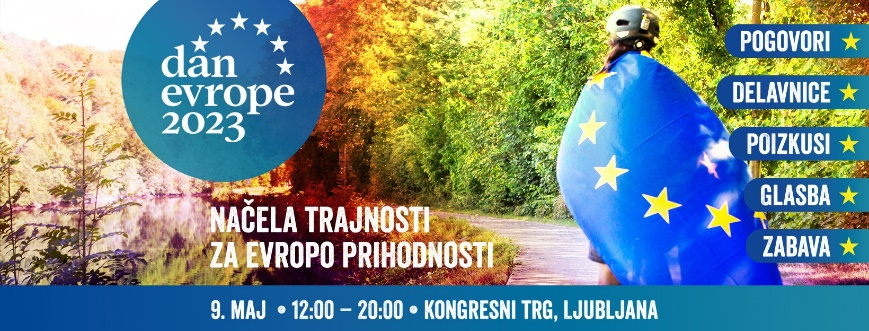 dan
evrope
2023
NAČELA TRAJNOSTI
ZA EVROPO PRIHODNOSTI
POGOVORI
DELAVNICE
POIZKUSI
GLASBA
ZABAVA
9. MAJ • 12:00 – 20:00 • KONGRESNI TRG, LJUBLJANA